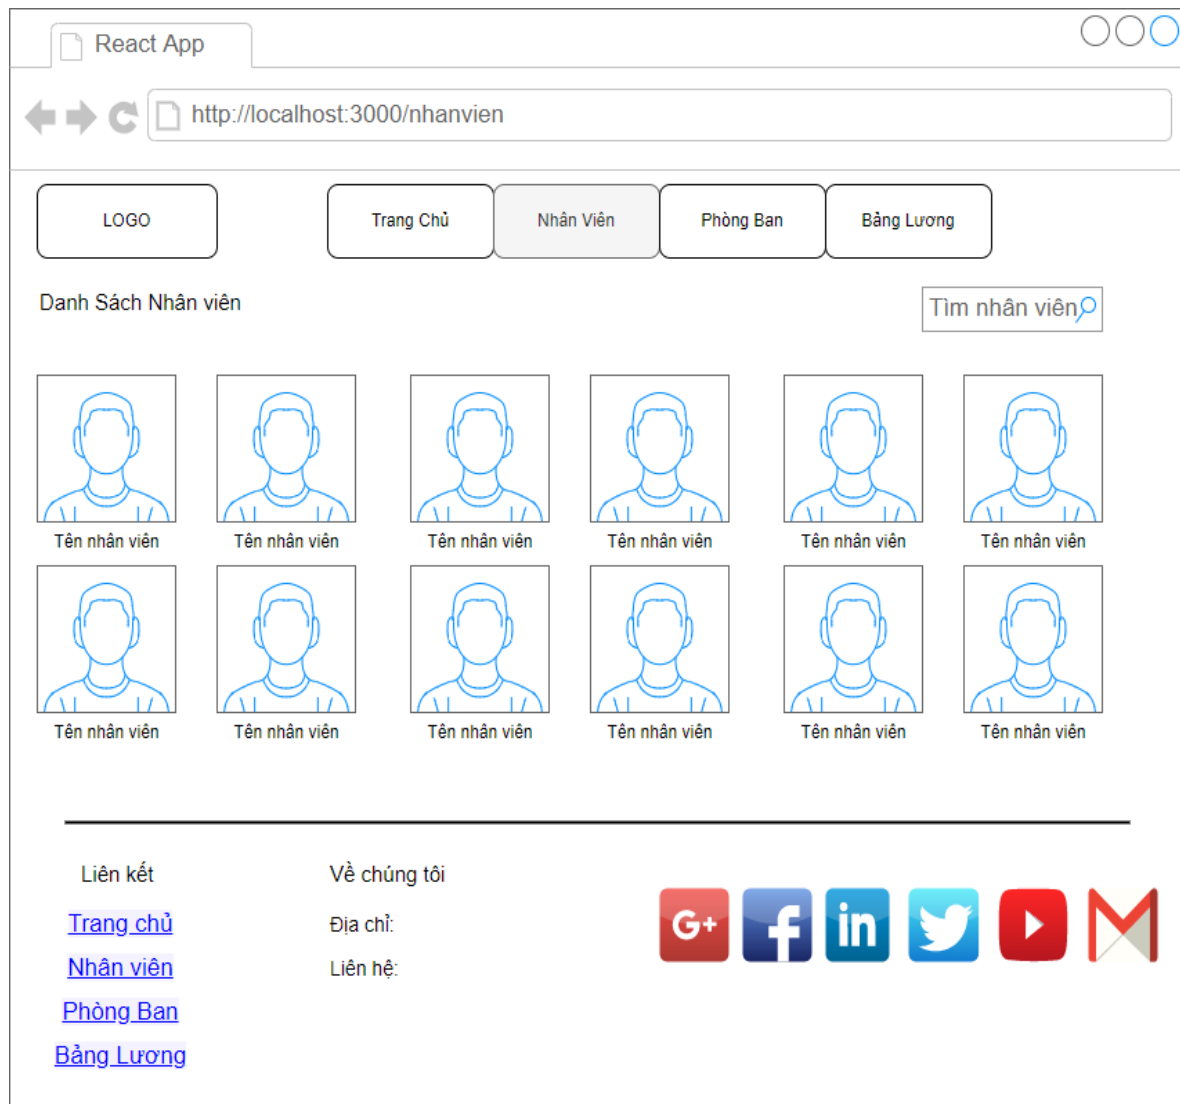 React App
http://localhost:3000/nhanvien
LOGO Trang Chủ Nhân Viên Phòng Ban Bảng Lương
Danh Sách Nhân viên Tìm nhân viên
Tên nhân viên Tên nhân viên Tên nhân viên Tên nhân viên Tên nhân viên Tên nhân viên
Tên nhân viên Tên nhân viên Tên nhân viên Tên nhân viên Tên nhân viên Tên nhân viên
Liên kết Về chúng tôi
Trang chủ Địa chỉ:
Nhân viên Liên hệ:
Phòng Ban
Bảng Lương
G+ f in